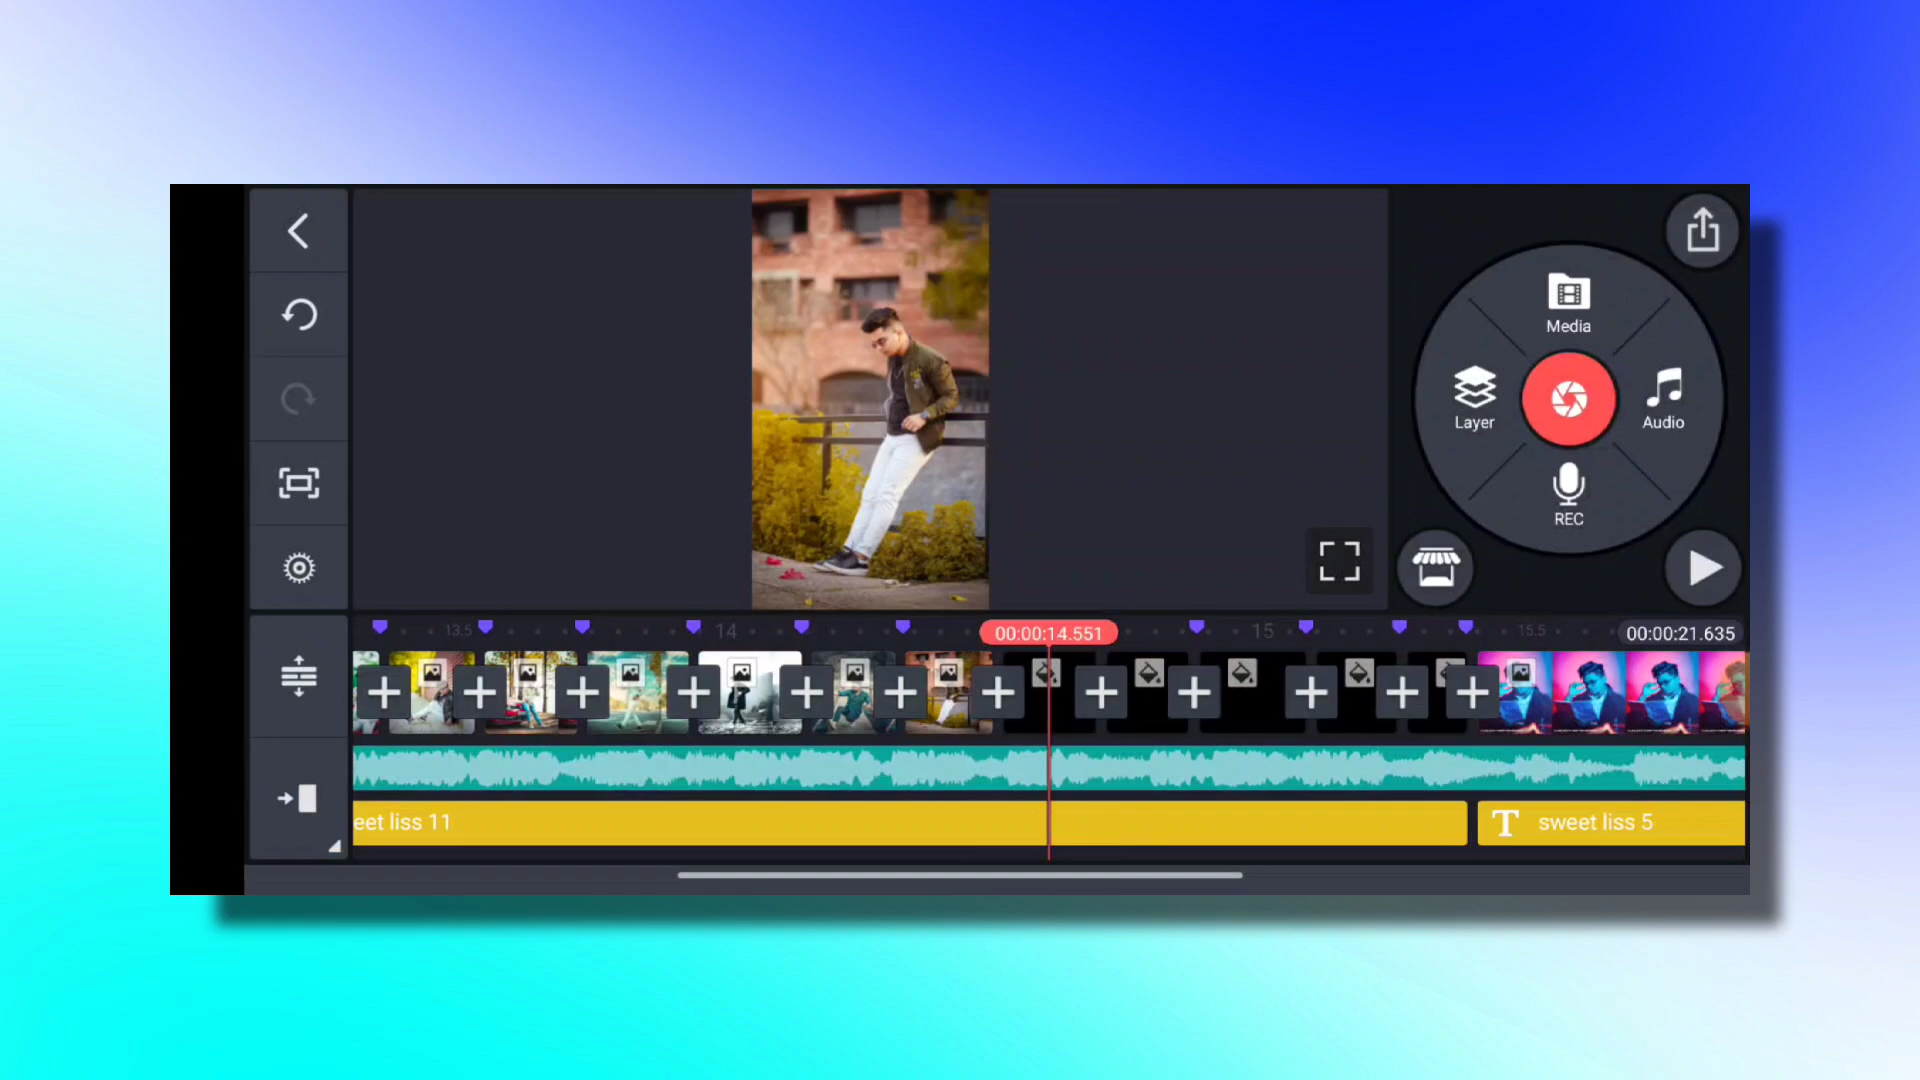 Media
Layer
Audio
REC
13.5
14
00:00:14.551
15
15.5
00:00:21.635
eet liss 11
T sweet liss 5